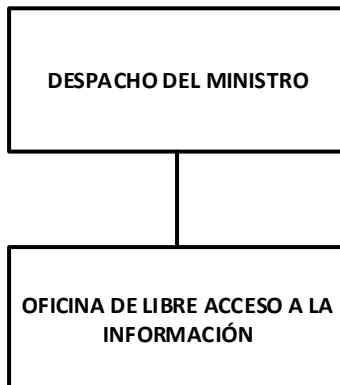 DESPACHO DEL MINISTRO
OFICINA DE LIBRE ACCESO A LA
INFORMACIÓN